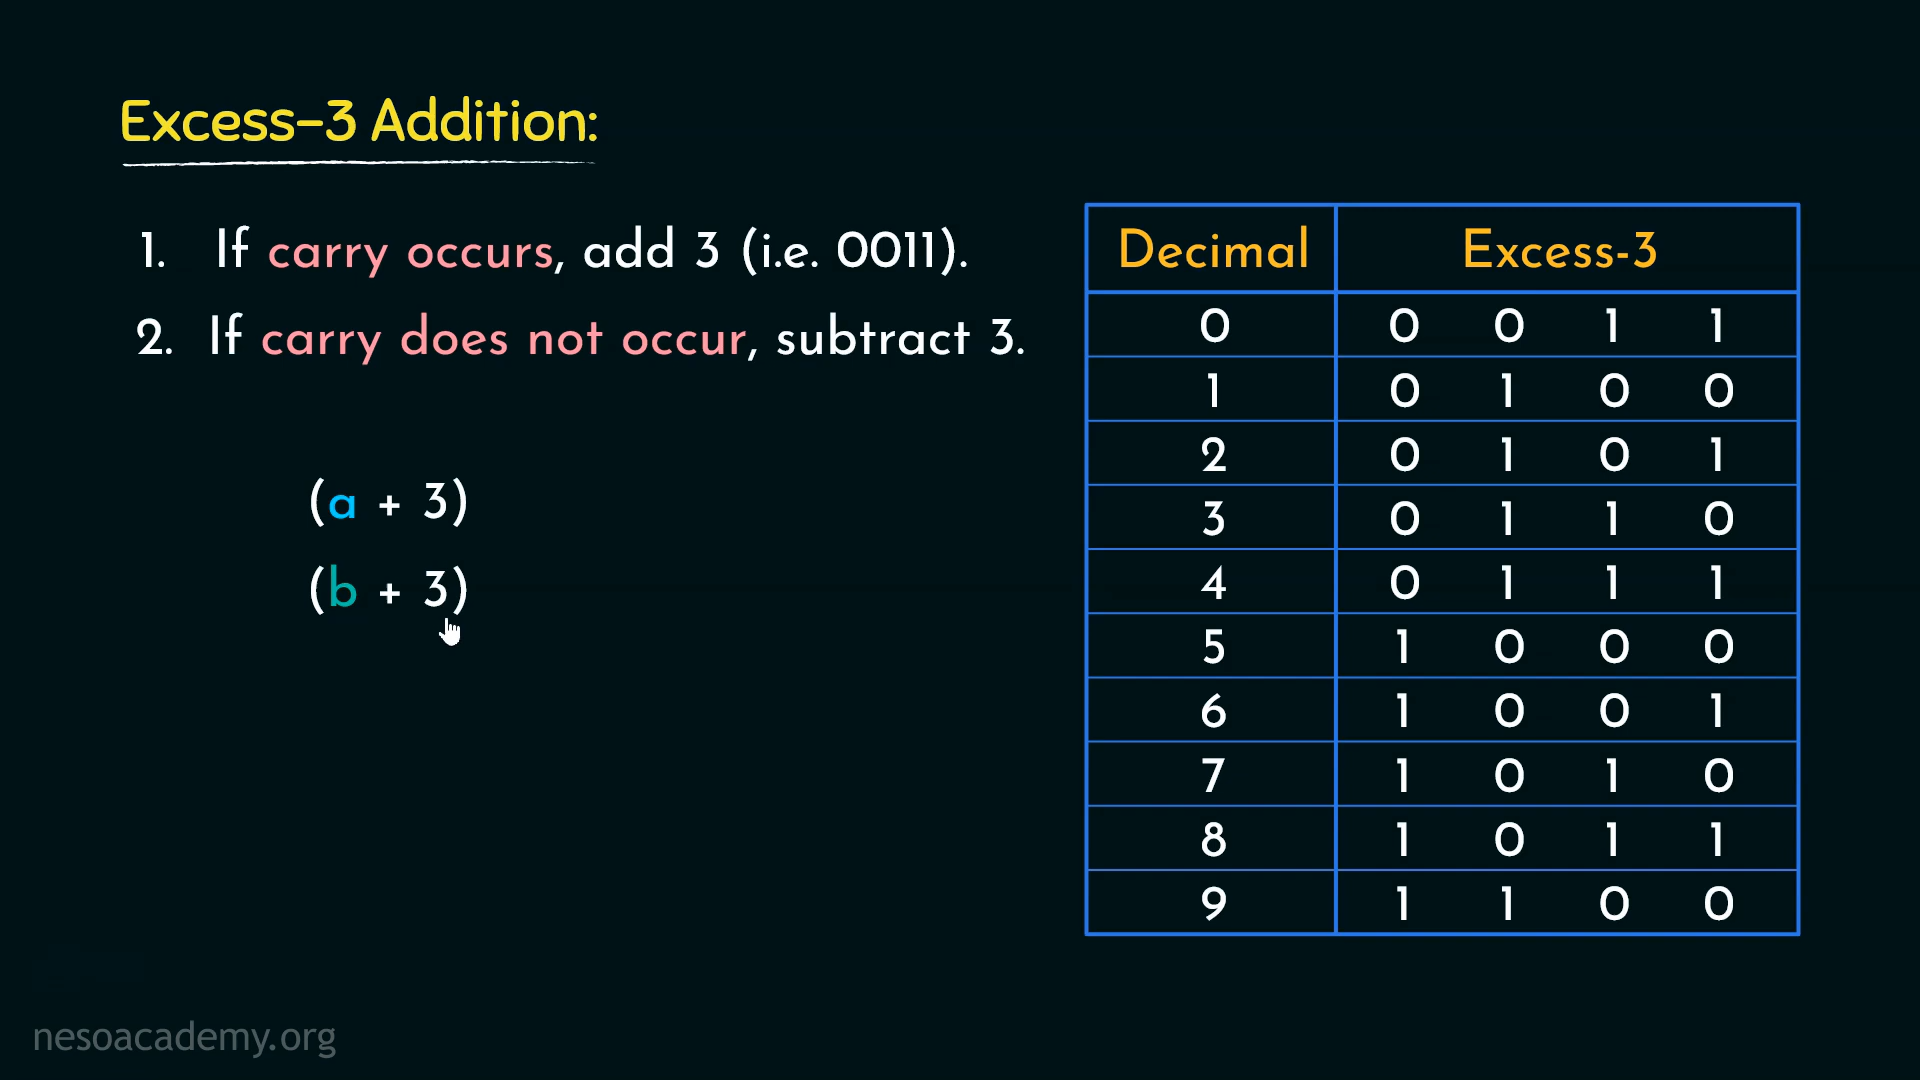 Excess-3 Addition:
1. If carry occurs, add 3 (i.e. 0011).
2. If carry does not occur, subtract 3.
(a + 3)
(b + 3)
Decimal Excess-3
0 0 0 1 1
1 0 1 0 0
2 0 1 0 1
3 0 1 1 0
4 0 1 1 1
5 1 0 0 0
6 1 0 0 1
7 1 0 1 0
8 1 0 1 1
9 1 1 0 0
nesoacademy.org